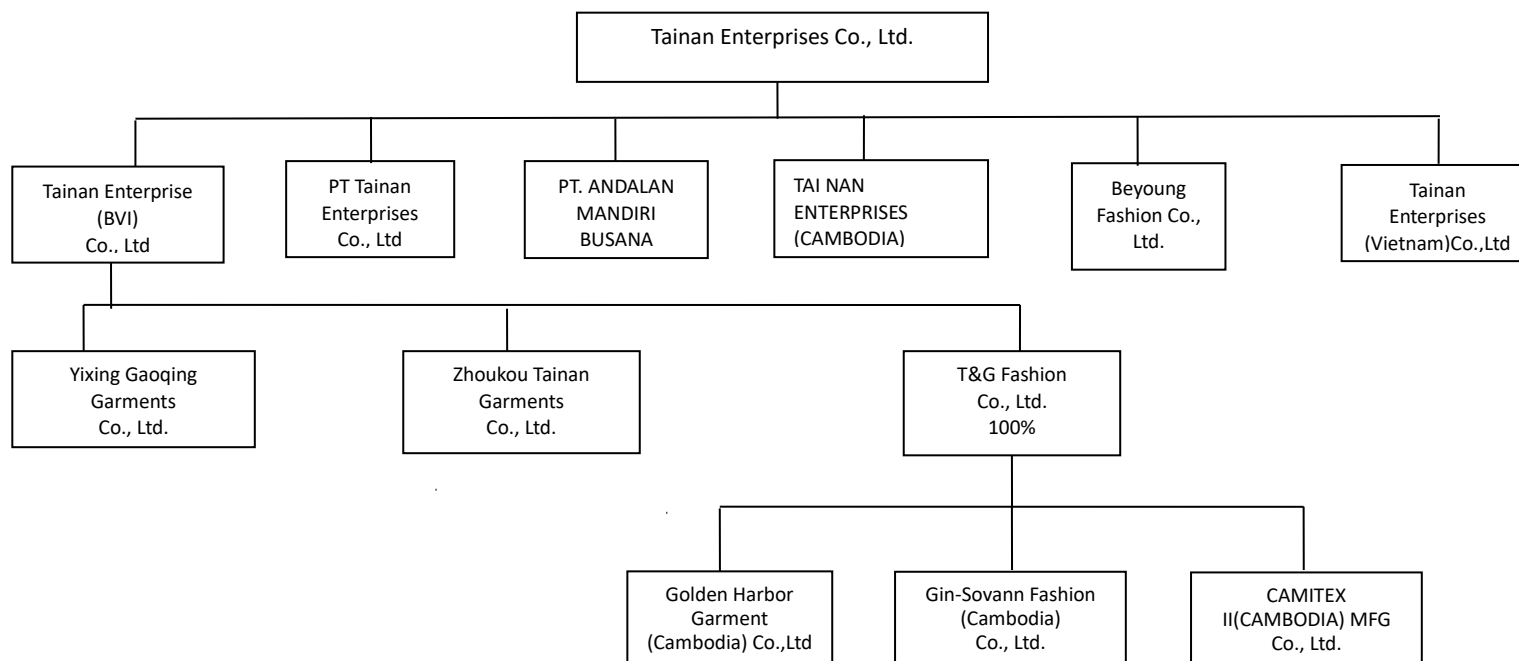 Tainan Enterprises Co., Ltd.
Tainan Enterprise
(BVI)
Co., Ltd
PT Tainan
Enterprises
Co., Ltd
PT. ANDALAN
MANDIRI
BUSANA
TAI NAN
ENTERPRISES
(CAMBODIA)
Beyoung
Fashion Co.,
Ltd.
Tainan
Enterprises
(Vietnam)Co.,Ltd
Yixing Gaoqing
Garments
Co., Ltd.
Zhoukou Tainan
Garments
Co., Ltd.
T&G Fashion
Co., Ltd.
100%
Golden Harbor
Garment
(Cambodia) Co.,Ltd
Gin-Sovann Fashion
(Cambodia)
Co., Ltd.
CAMITEX
II(CAMBODIA) MFG
Co., Ltd.